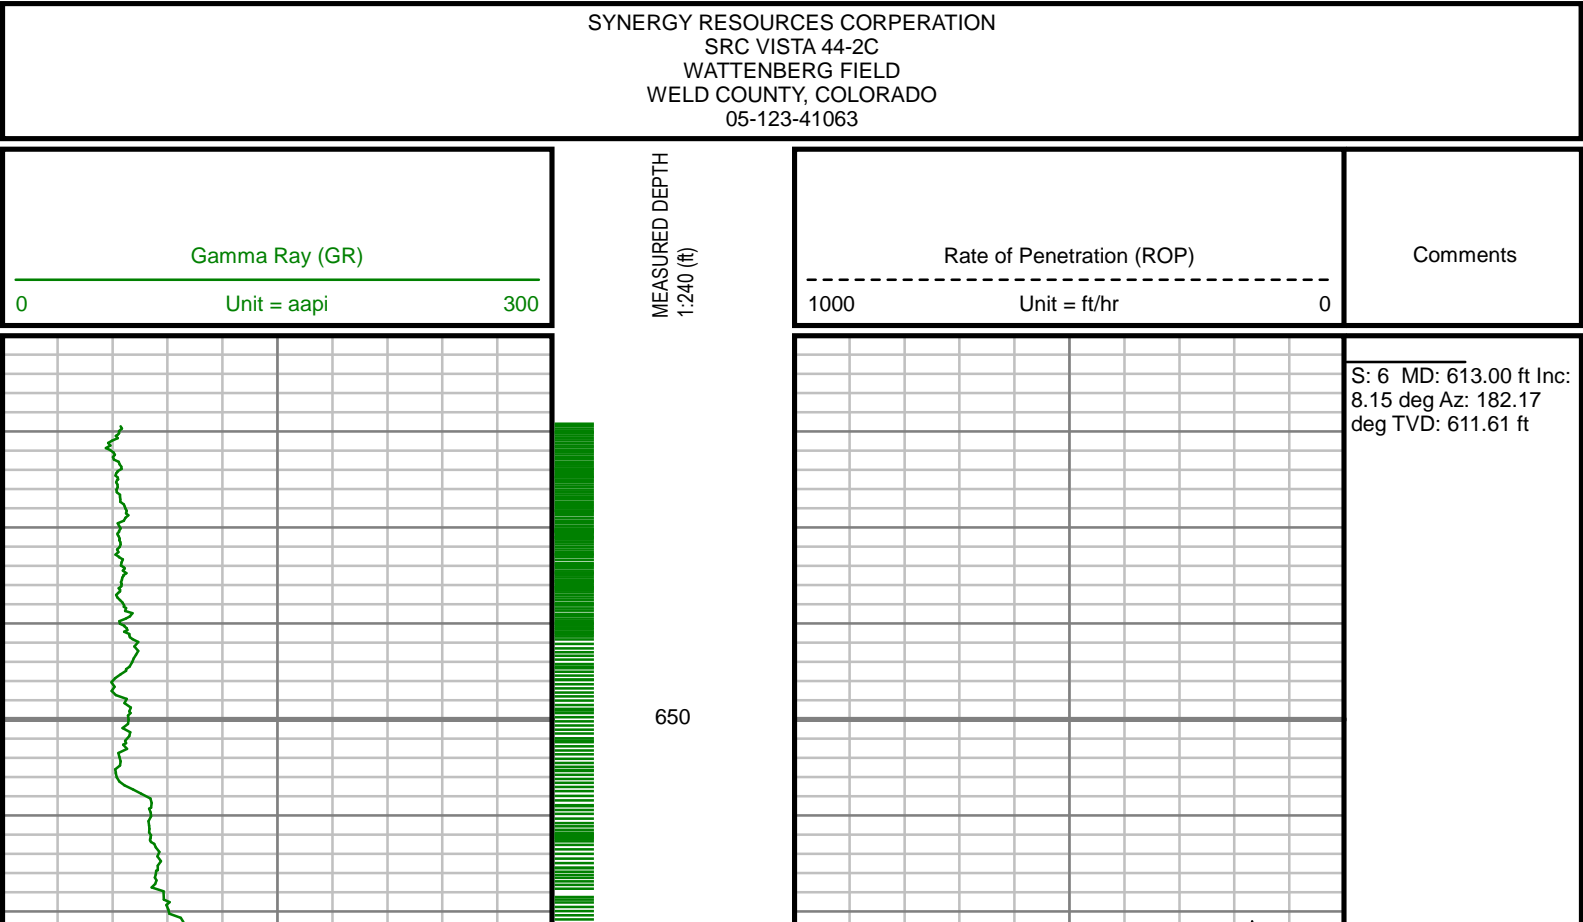 SYNERGY RESOURCES CORPERATION
SRC VISTA 44-2C
WATTENBERG FIELD
WELD COUNTY, COLORADO
05-123-41063
Gamma Ray (GR)
0 Unit = aapi 300
MEASURED DEPTH
1:240 (ft)
Rate of Penetration (ROP)
1000 Unit = ft/hr 0
Comments
S: 6 MD: 613.00 ft Inc:
8.15 deg Az: 182.17
deg TVD: 611.61 ft
650